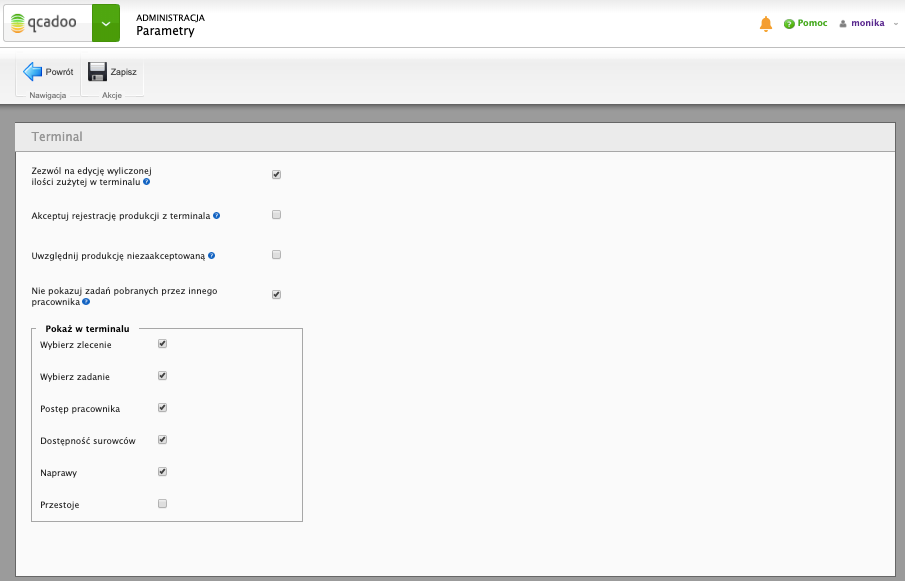 qcadoo
ADMINISTRACJA
Parametry
Pomoc
monika
Powrót
Zapisz
Nawigacja
Akcje
Terminal
Zezwól na edycję wyliczonej
ilości zużytej w terminalu
Akceptuj rejestrację produkcji z terminala
Uwzględnij produkcję niezaakceptowaną
Nie pokazuj zadań pobranych przez innego
pracownika
Pokaż w terminalu
Wybierz zlecenie
Wybierz zadanie
Postęp pracownika
Dostępność surowców
Naprawy
Przestoje